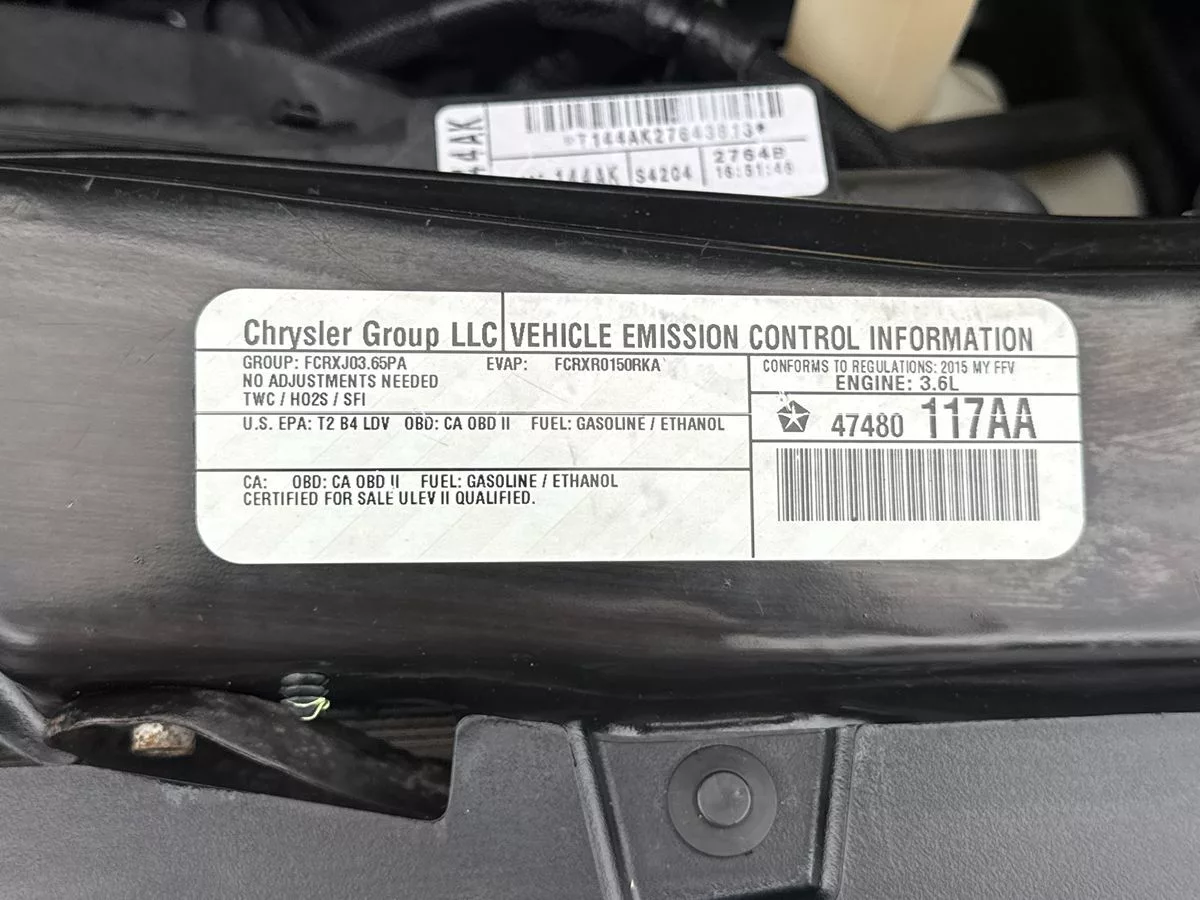 44AK
*T144AK27643813*
144AK S4204 2764B
16:51:48
Chrysler Group LLC VEHICLE EMISSION CONTROL INFORMATION
GROUP: FCRXJ03.65PA EVAP: FCRXR0150RKA
NO ADJUSTMENTS NEEDED
TWC / HO2S / SFI
CONFORMS TO REGULATIONS: 2015 MY FFV
ENGINE: 3.6L
47480 117AA
U.S. EPA: T2 B4 LDV OBD: CA OBD II FUEL: GASOLINE / ETHANOL
CA: OBD: CA OBD II FUEL: GASOLINE / ETHANOL
CERTIFIED FOR SALE ULEV II QUALIFIED.